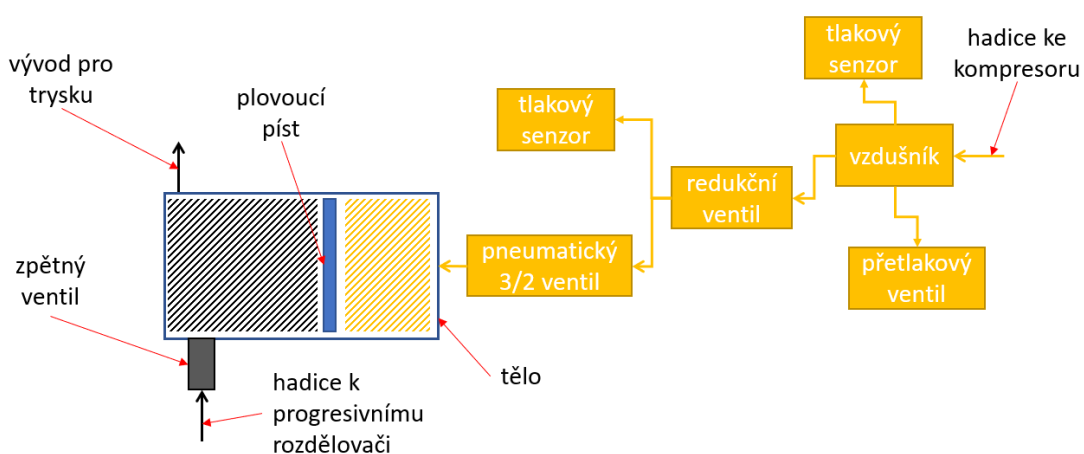 vývod pro
trysku
plovoucí
píst
tlakový
senzor
tlakový
senzor
hadice ke
kompresoru
vzdušník
redukční
ventil
pneumatický
3/2 ventil
přetlakový
ventil
zpětný
ventil
tělo
hadice k
progresivnímu
rozdělovači